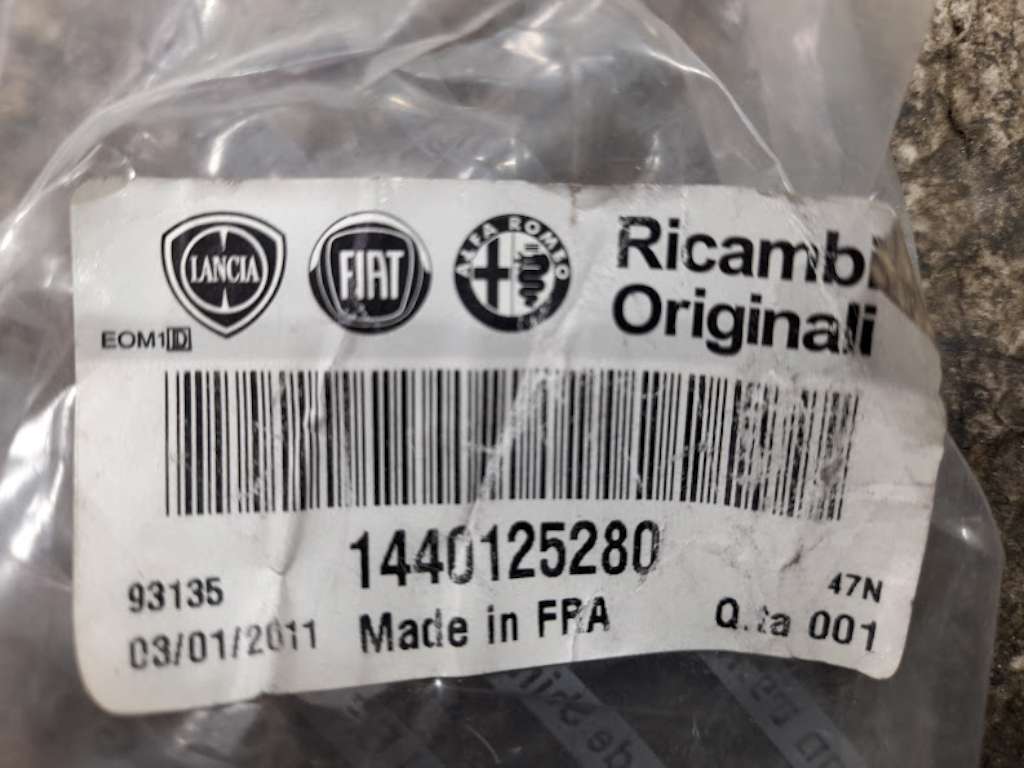 LANCIA
FIAT
ALFA ROMEO
Ricambi
Originali
EOM1D
1440125280
93135
47N
03/01/2011 Made in FRA Q.ta 001